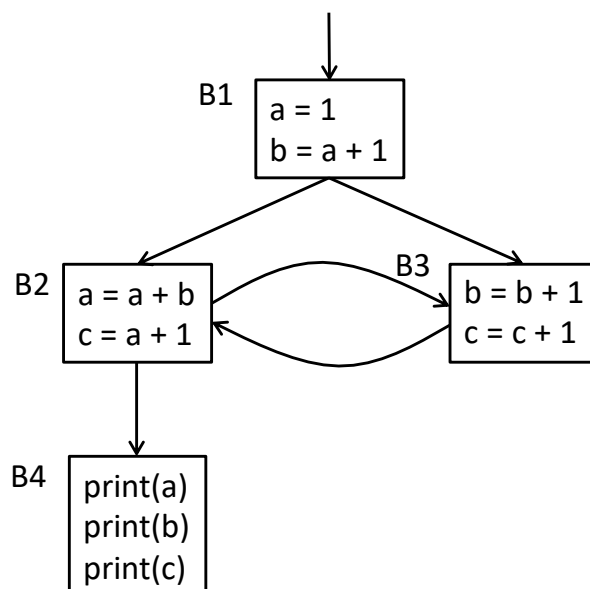 B1
a = 1
b = a + 1
B2
a = a + b
c = a + 1
B3
b = b + 1
c = c + 1
B4
print(a)
print(b)
print(c)